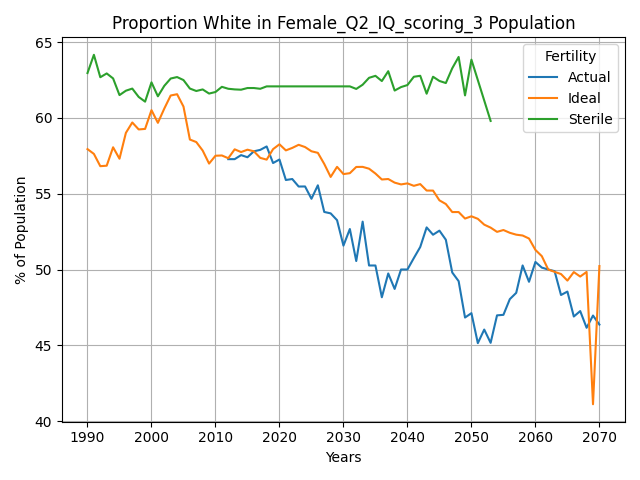 Proportion White in Female_Q2_IQ_scoring_3 Population
% of Population
65
60
55
50
45
40
Fertility
Actual
Ideal
Sterile
1990 2000 2010 2020 2030 2040 2050 2060 2070
Years